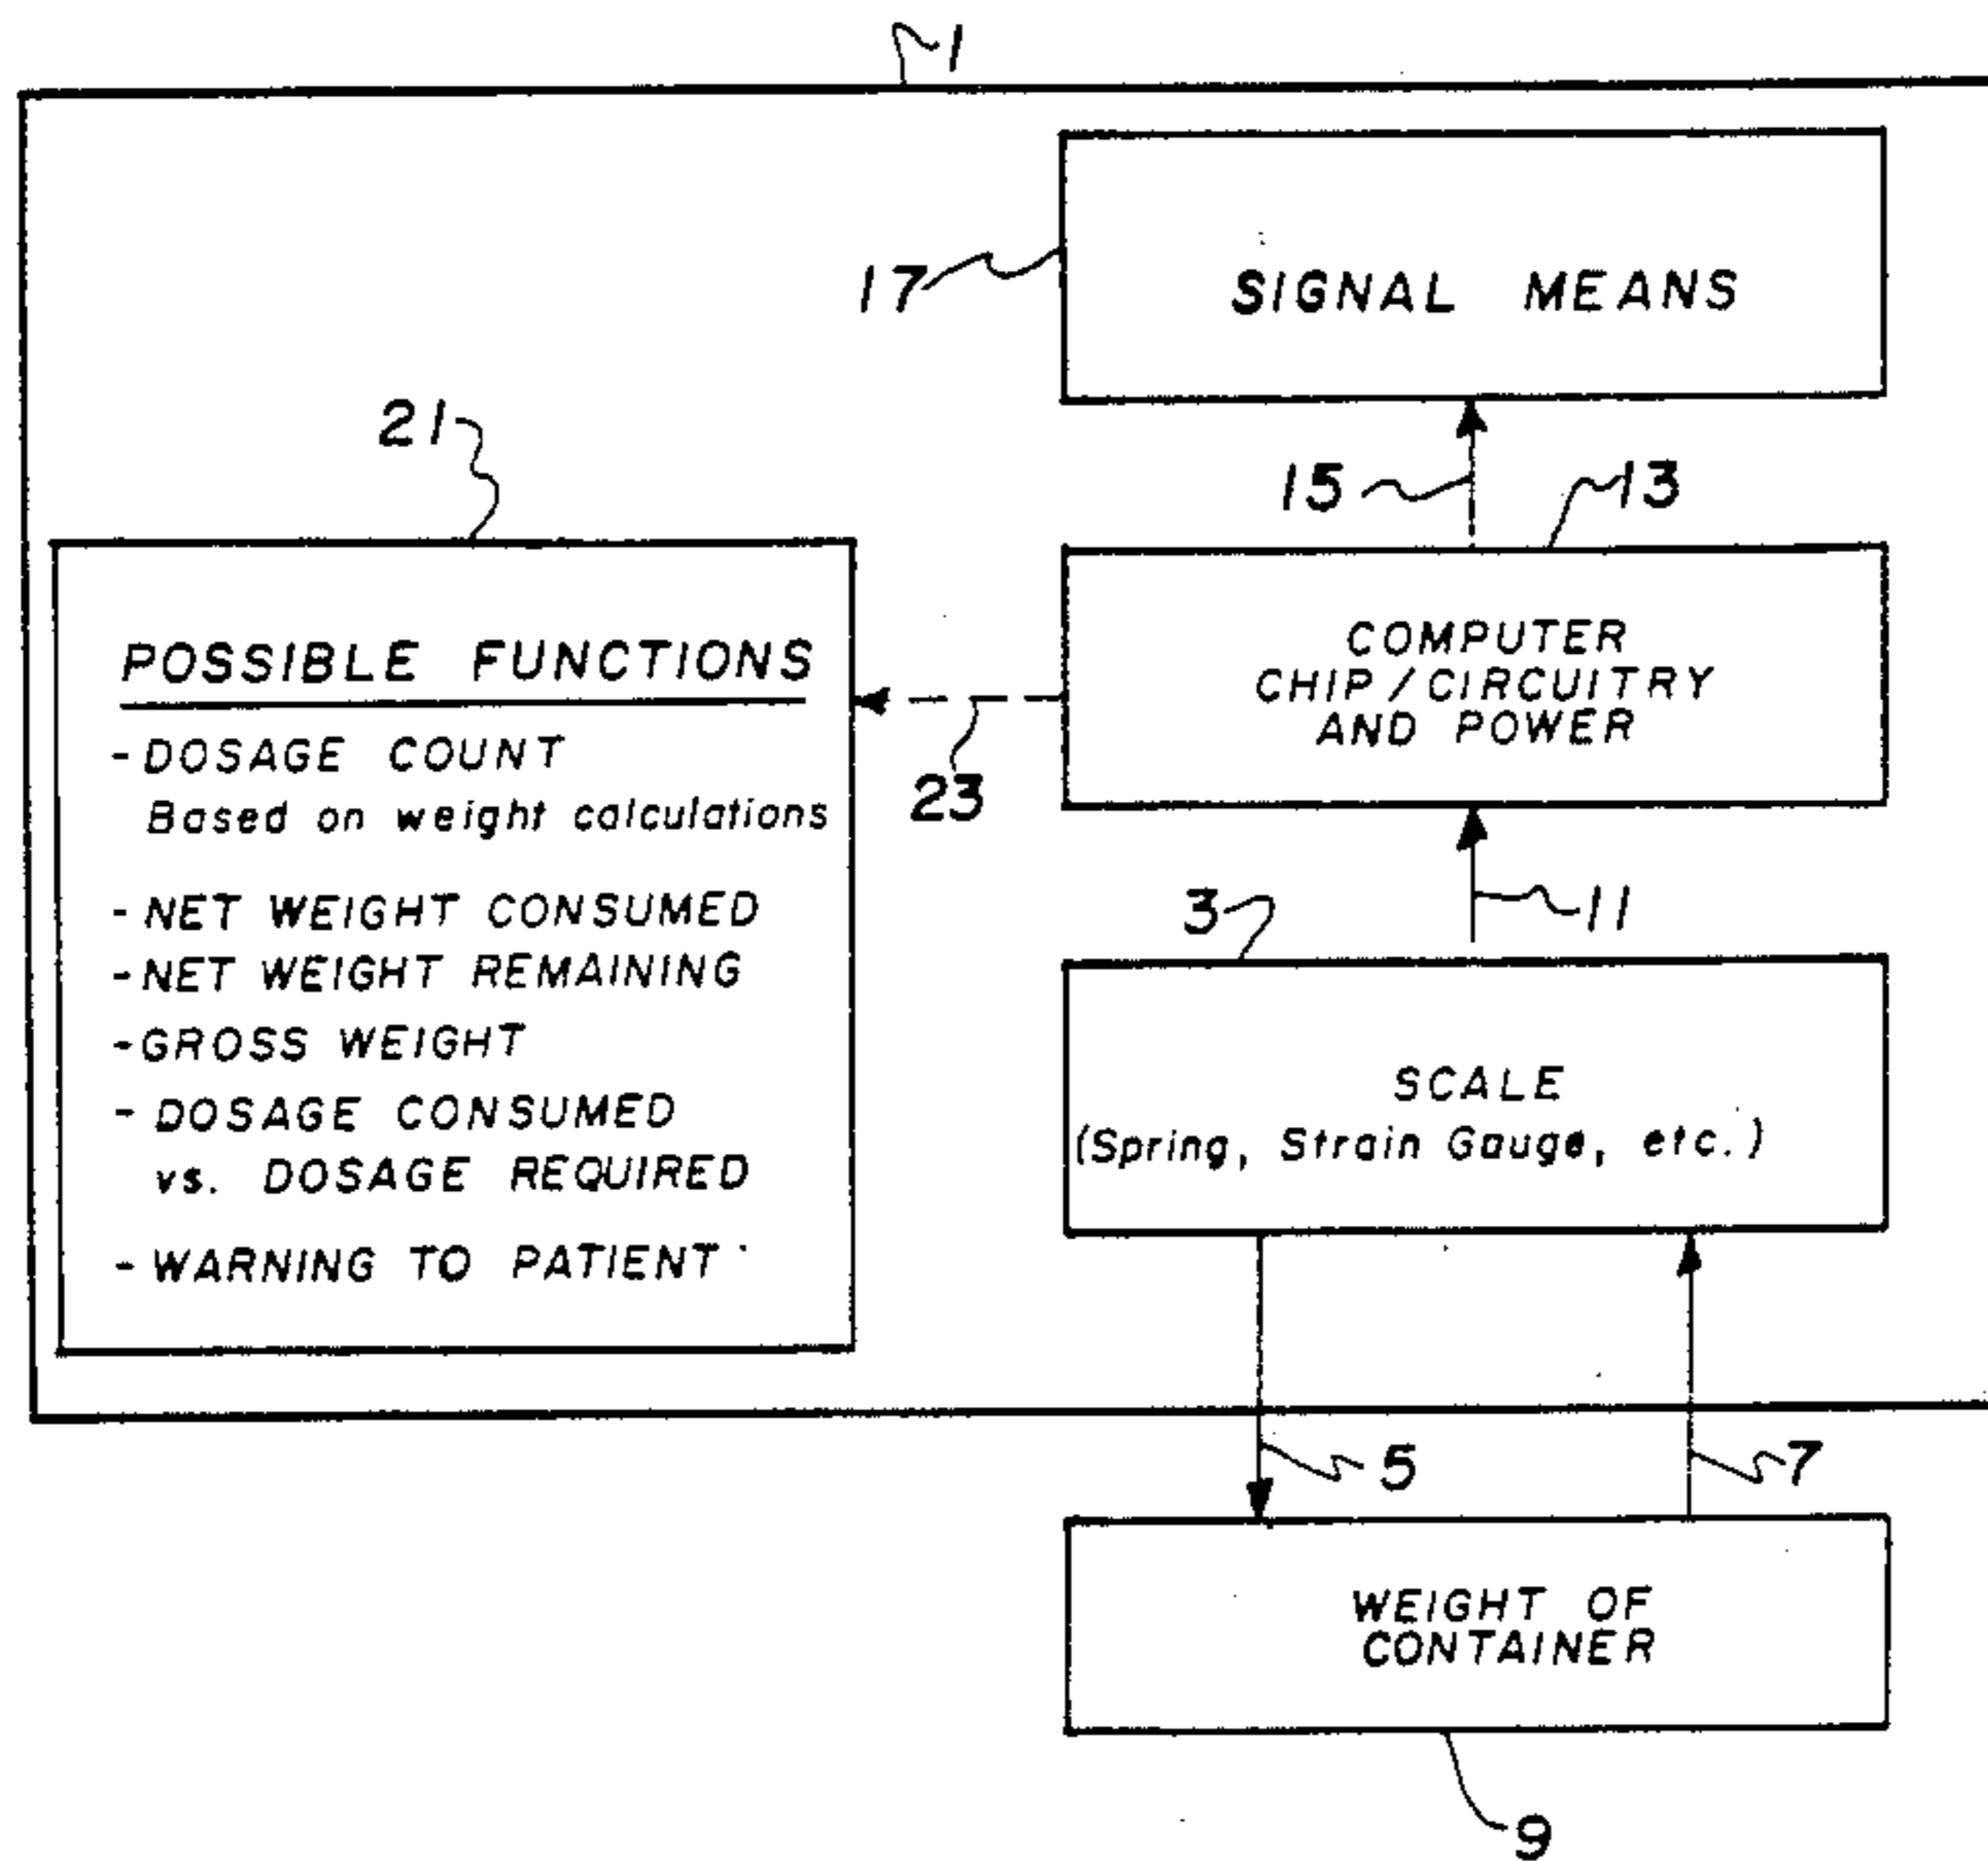 1
17
SIGNAL MEANS
21
15
13
POSSIBLE FUNCTIONS
- DOSAGE COUNT
Based on weight calculations
- NET WEIGHT CONSUMED
- NET WEIGHT REMAINING
- GROSS WEIGHT
- DOSAGE CONSUMED
vs. DOSAGE REQUIRED
- WARNING TO PATIENT
23
COMPUTER
CHIP/CIRCUITRY
AND POWER
3
11
SCALE
(Spring, Strain Gauge, etc.)
5
7
WEIGHT OF
CONTAINER
9